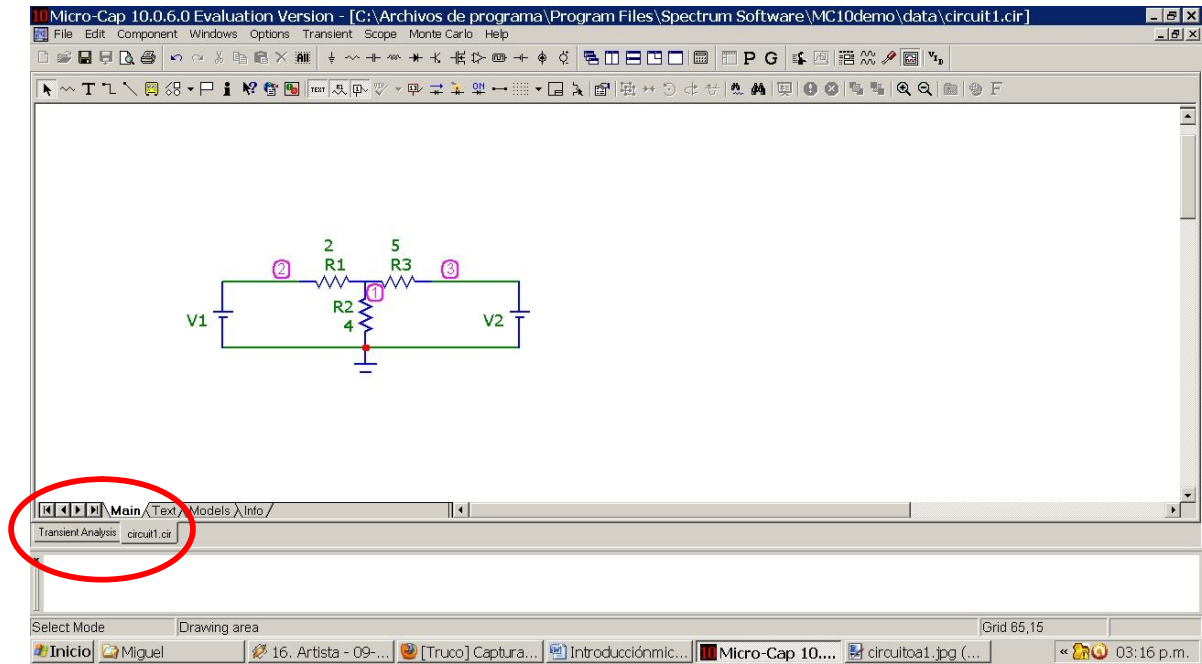 10 Micro-Cap 10.0.6.0 Evaluation Version - [C:\Archivos de programa\Program Files\Spectrum Software\MC10demo\data\circuit1.cir]
File Edit Component Windows Options Transient Scope Monte Carlo Help
P G
T TEXT ON F
2 5
2 R1 R3 3
1
R2
V1 4 V2
Main Text Models Info
Transient Analysis circuit1.cir
Select Mode Drawing area Grid 65,15
Inicio Miguel 16. Artista - 09-... [Truco] Captura... Introducciónmic... 10 Micro-Cap 10.... circuitoa1.jpg (... « 03:16 p.m.